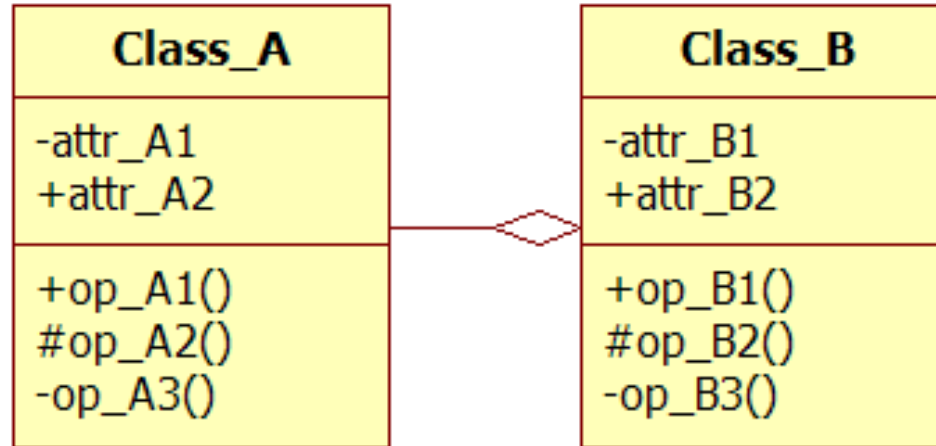 Class_A
-attr_A1
+attr_A2
+op_A1()
#op_A2()
-op_A3()
Class_B
-attr_B1
+attr_B2
+op_B1()
#op_B2()
-op_B3()